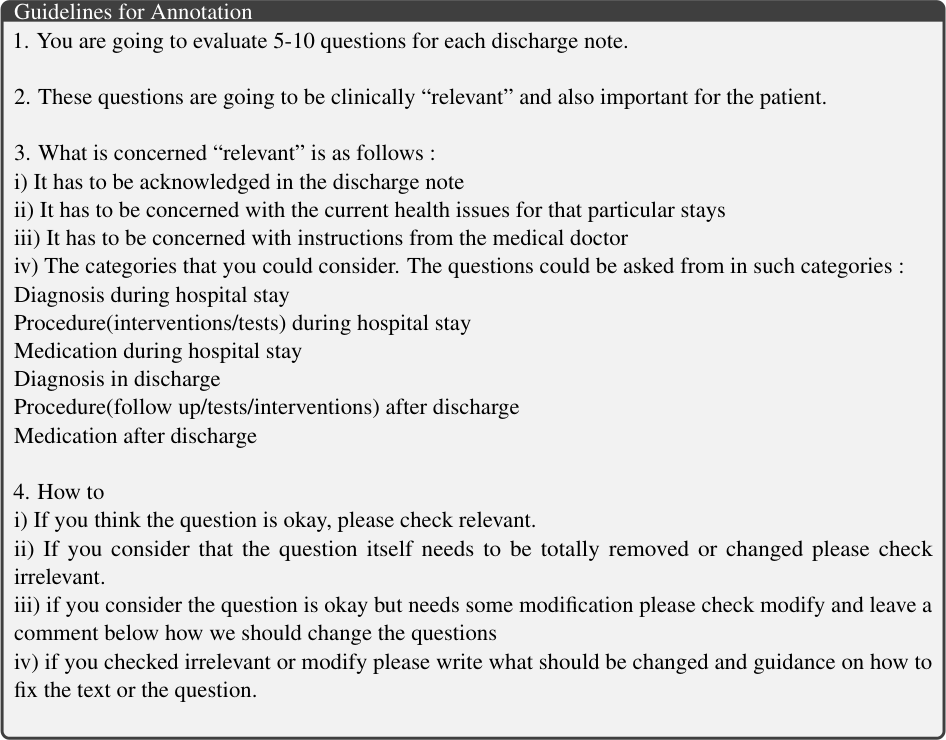 Guidelines for Annotation
1. You are going to evaluate 5-10 questions for each discharge note.
2. These questions are going to be clinically “relevant” and also important for the patient.
3. What is concerned “relevant” is as follows :
i) It has to be acknowledged in the discharge note
ii) It has to be concerned with the current health issues for that particular stays
iii) It has to be concerned with instructions from the medical doctor
iv) The categories that you could consider. The questions could be asked from in such categories :
Diagnosis during hospital stay
Procedure(interventions/tests) during hospital stay
Medication during hospital stay
Diagnosis in discharge
Procedure(follow up/tests/interventions) after discharge
Medication after discharge
4. How to
i) If you think the question is okay, please check relevant.
ii) If you consider that the question itself needs to be totally removed or changed please check
irrelevant.
iii) if you consider the question is okay but needs some modification please check modify and leave a
comment below how we should change the questions
iv) if you checked irrelevant or modify please write what should be changed and guidance on how to
fix the text or the question.